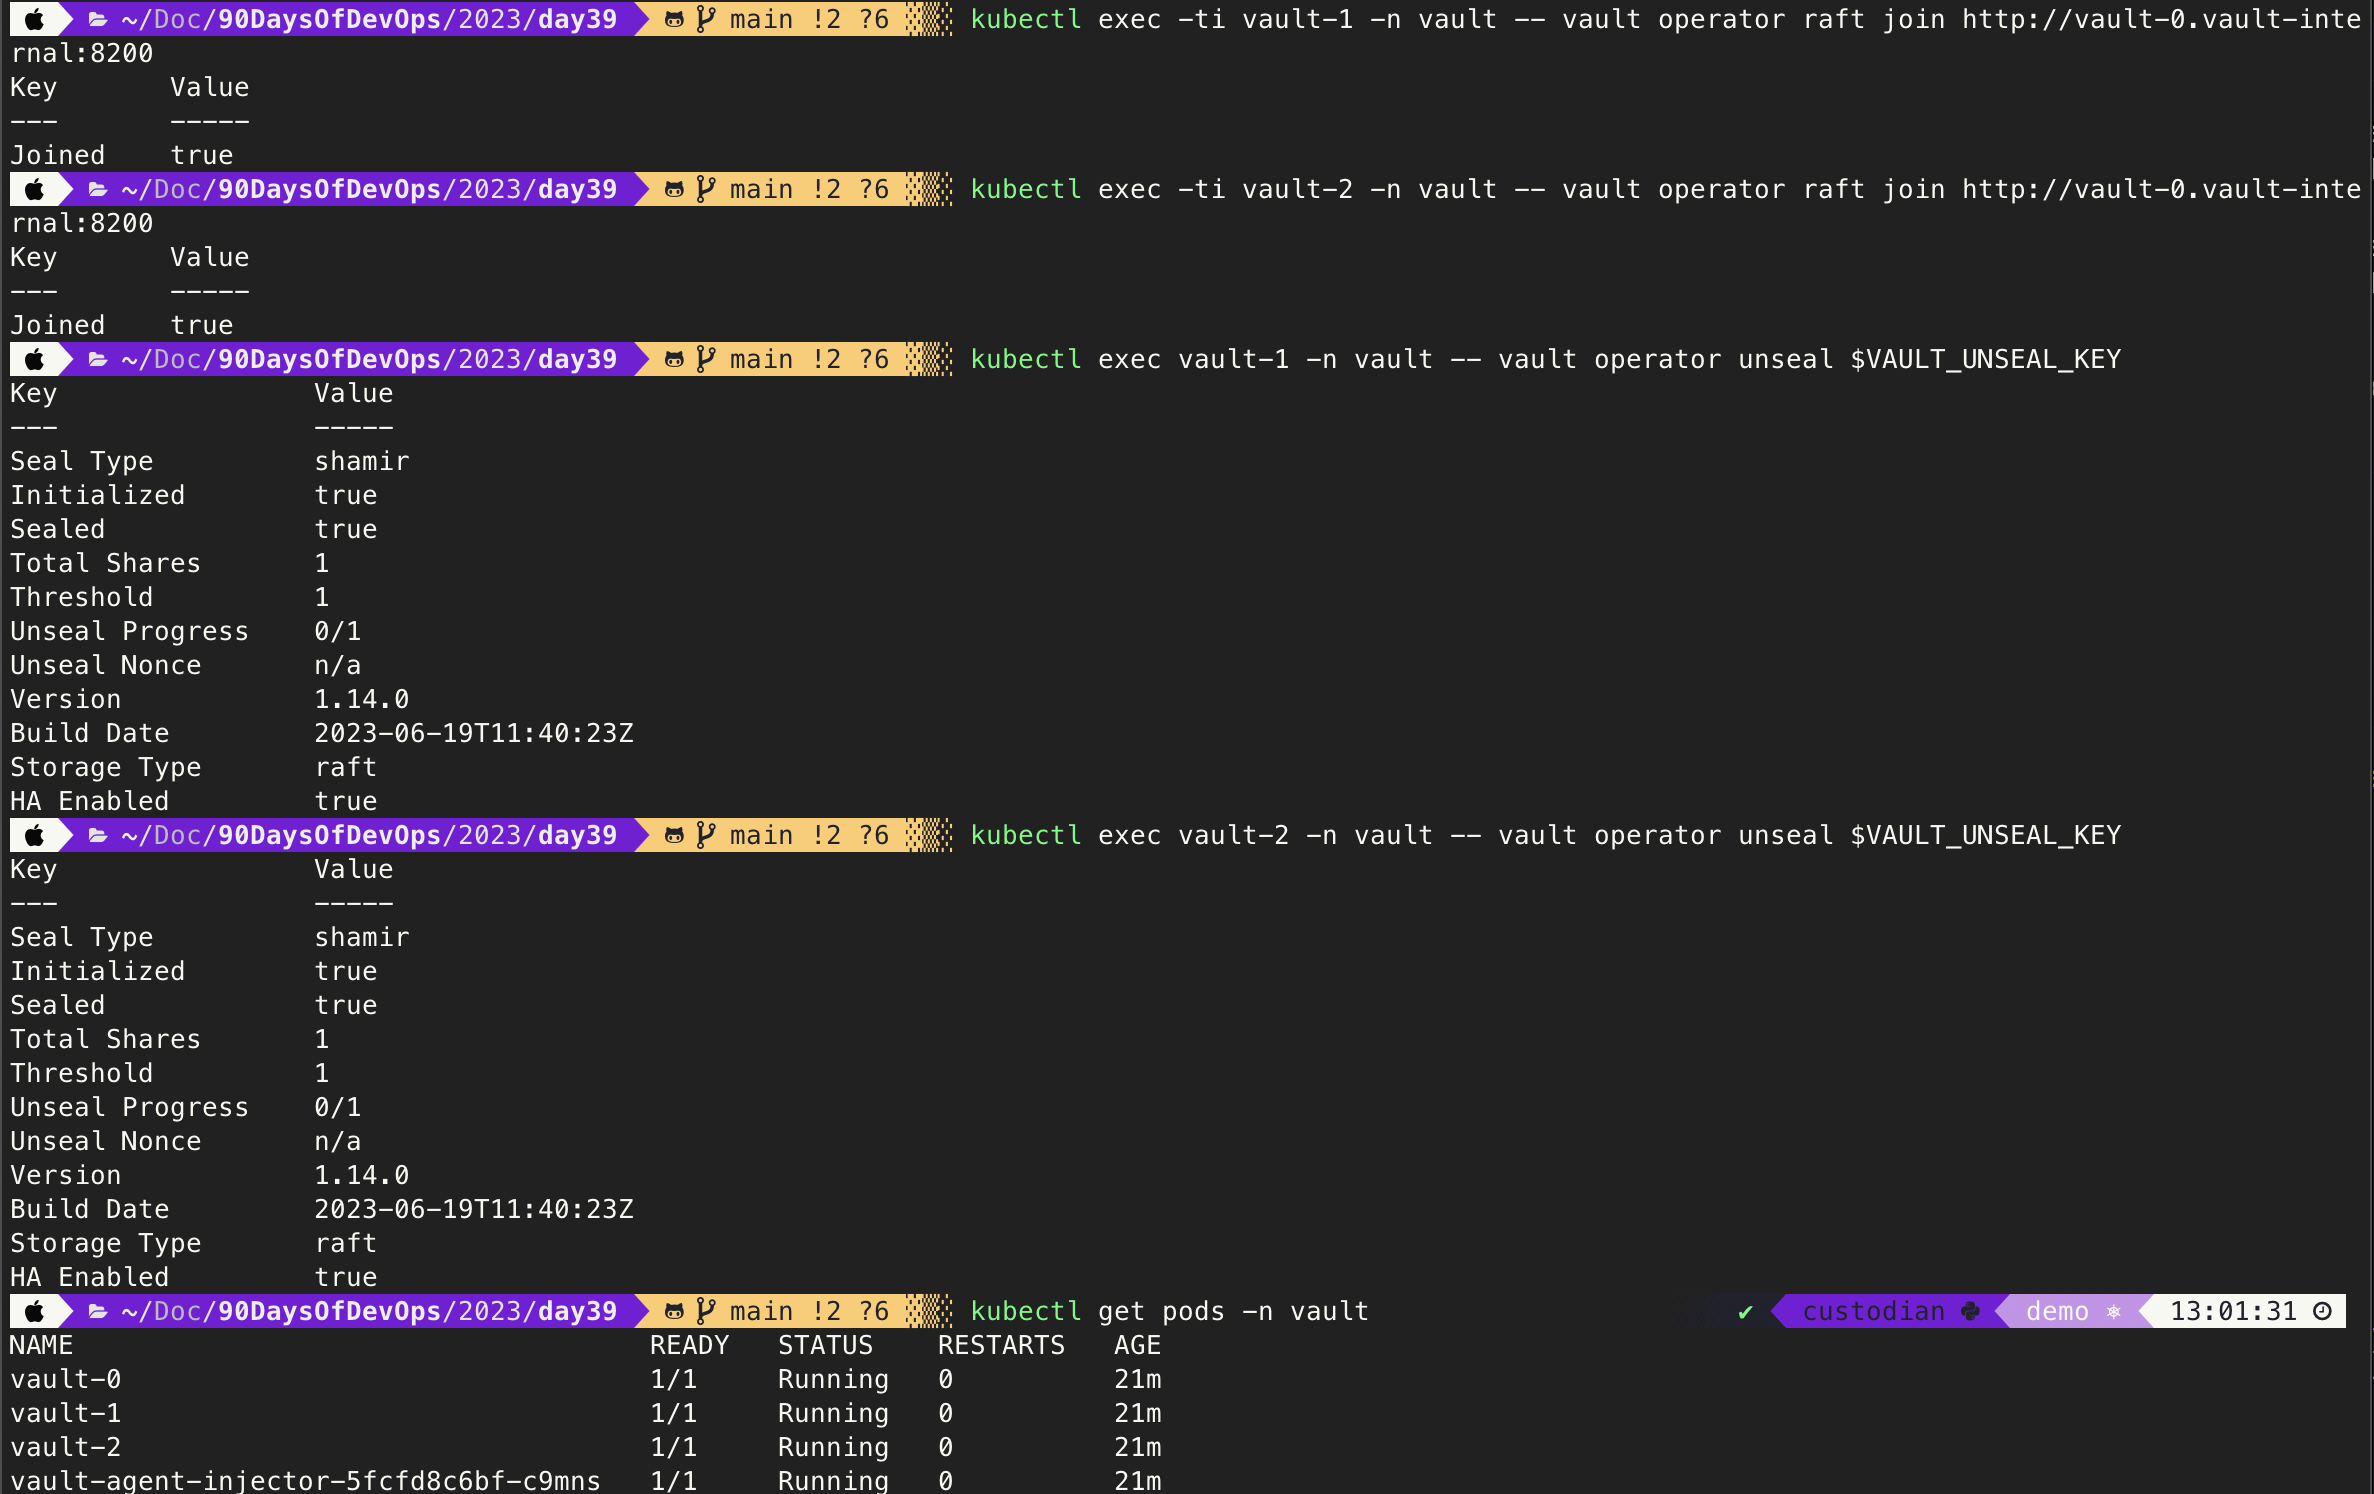 ~/Doc/90DaysOfDevOps/2023/day39 main !2 ?6 kubectl exec -ti vault-1 -n vault -- vault operator raft join http://vault-0.vault-inte
rnal:8200
Key Value
--- -----
Joined true
~/Doc/90DaysOfDevOps/2023/day39 main !2 ?6 kubectl exec -ti vault-2 -n vault -- vault operator raft join http://vault-0.vault-inte
rnal:8200
Key Value
--- -----
Joined true
~/Doc/90DaysOfDevOps/2023/day39 main !2 ?6 kubectl exec vault-1 -n vault -- vault operator unseal $VAULT_UNSEAL_KEY
Key Value
--- -----
Seal Type shamir
Initialized true
Sealed true
Total Shares 1
Threshold 1
Unseal Progress 0/1
Unseal Nonce n/a
Version 1.14.0
Build Date 2023-06-19T11:40:23Z
Storage Type raft
HA Enabled true
~/Doc/90DaysOfDevOps/2023/day39 main !2 ?6 kubectl exec vault-2 -n vault -- vault operator unseal $VAULT_UNSEAL_KEY
Key Value
--- -----
Seal Type shamir
Initialized true
Sealed true
Total Shares 1
Threshold 1
Unseal Progress 0/1
Unseal Nonce n/a
Version 1.14.0
Build Date 2023-06-19T11:40:23Z
Storage Type raft
HA Enabled true
~/Doc/90DaysOfDevOps/2023/day39 main !2 ?6 kubectl get pods -n vault ✔ custodian demo 13:01:31
NAME READY STATUS RESTARTS AGE
vault-0 1/1 Running 0 21m
vault-1 1/1 Running 0 21m
vault-2 1/1 Running 0 21m
vault-agent-injector-5fcfd8c6bf-c9mns 1/1 Running 0 21m